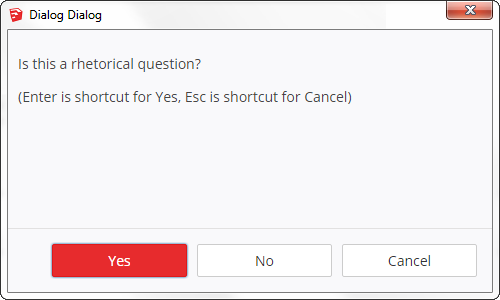 Dialog Dialog
Is this a rhetorical question?
(Enter is shortcut for Yes, Esc is shortcut for Cancel)
Yes No Cancel